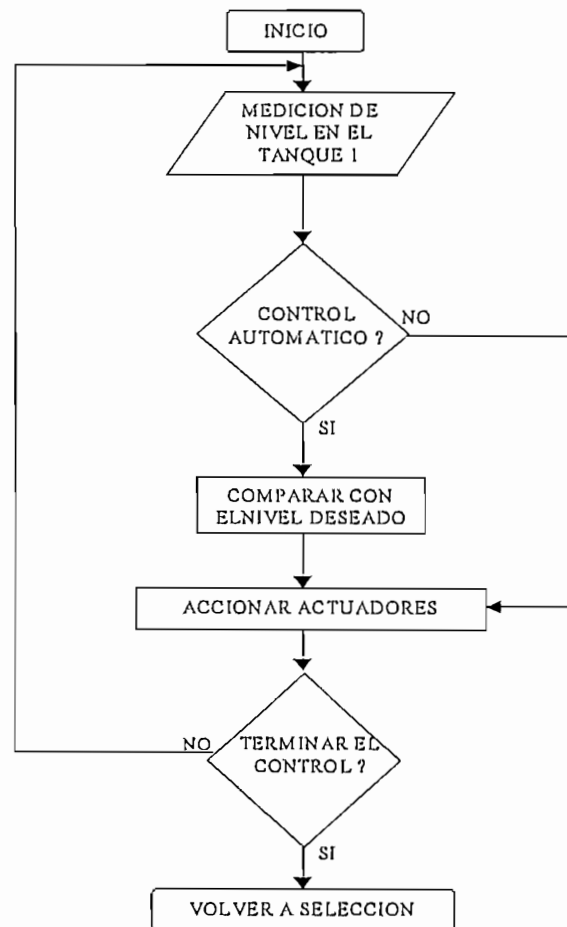 INICIO
MEDICION DE
NIVEL EN EL
TANQUE 1
CONTROL
AUTOMATICO ?
NO
SI
COMPARAR CON
ELNIVEL DESEADO
ACCIONAR ACTUADORES
NO
TERMINAR EL
CONTROL ?
SI
VOLVER A SELECCION